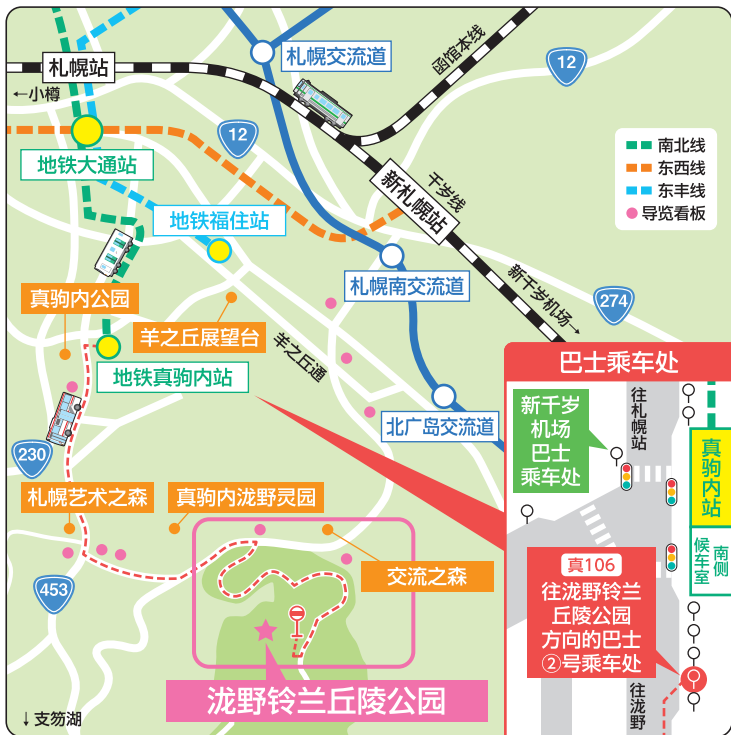 札幌站
←小樽
札幌交流道
函馆本线
12
12
地铁大通站
南北线
东西线
东丰线
导览看板
千岁线
新札幌站
地铁福住站
札幌南交流道
新千岁机场→
274
真驹内公园
羊之丘展望台
羊之丘通
地铁真驹内站
北广岛交流道
230
札幌艺术之森
真驹内泷野灵园
交流之森
453
泷野铃兰丘陵公园
↓支笏湖
巴士乘车处
往札幌站
新千岁
机场
巴士
乘车处
真驹内站
南侧
候车室
真106
往泷野铃兰
丘陵公园
方向的巴士
②号乘车处
往泷野